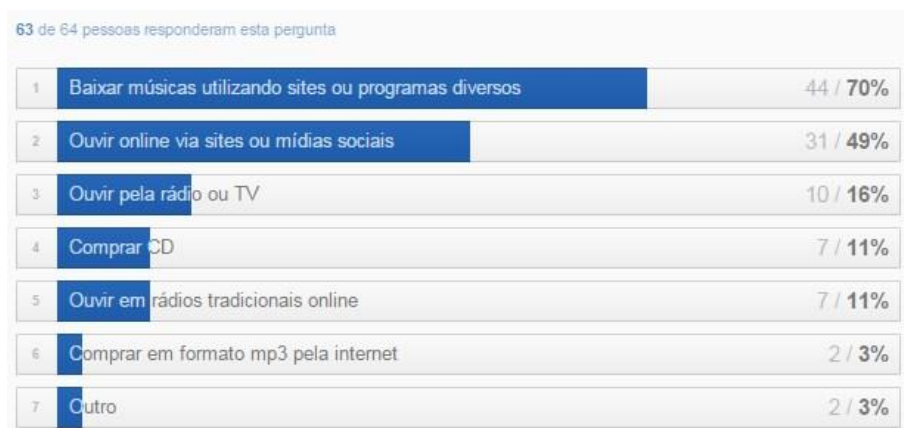 63 de 64 pessoas responderam esta pergunta
1 Baixar músicas utilizando sites ou programas diversos 44 / 70%
2 Ouvir online via sites ou mídias sociais 31 / 49%
3 Ouvir pela rádio ou TV 10 / 16%
4 Comprar CD 7 / 11%
5 Ouvir em rádios tradicionais online 7 / 11%
6 Comprar em formato mp3 pela internet 2 / 3%
7 Outro 2 / 3%